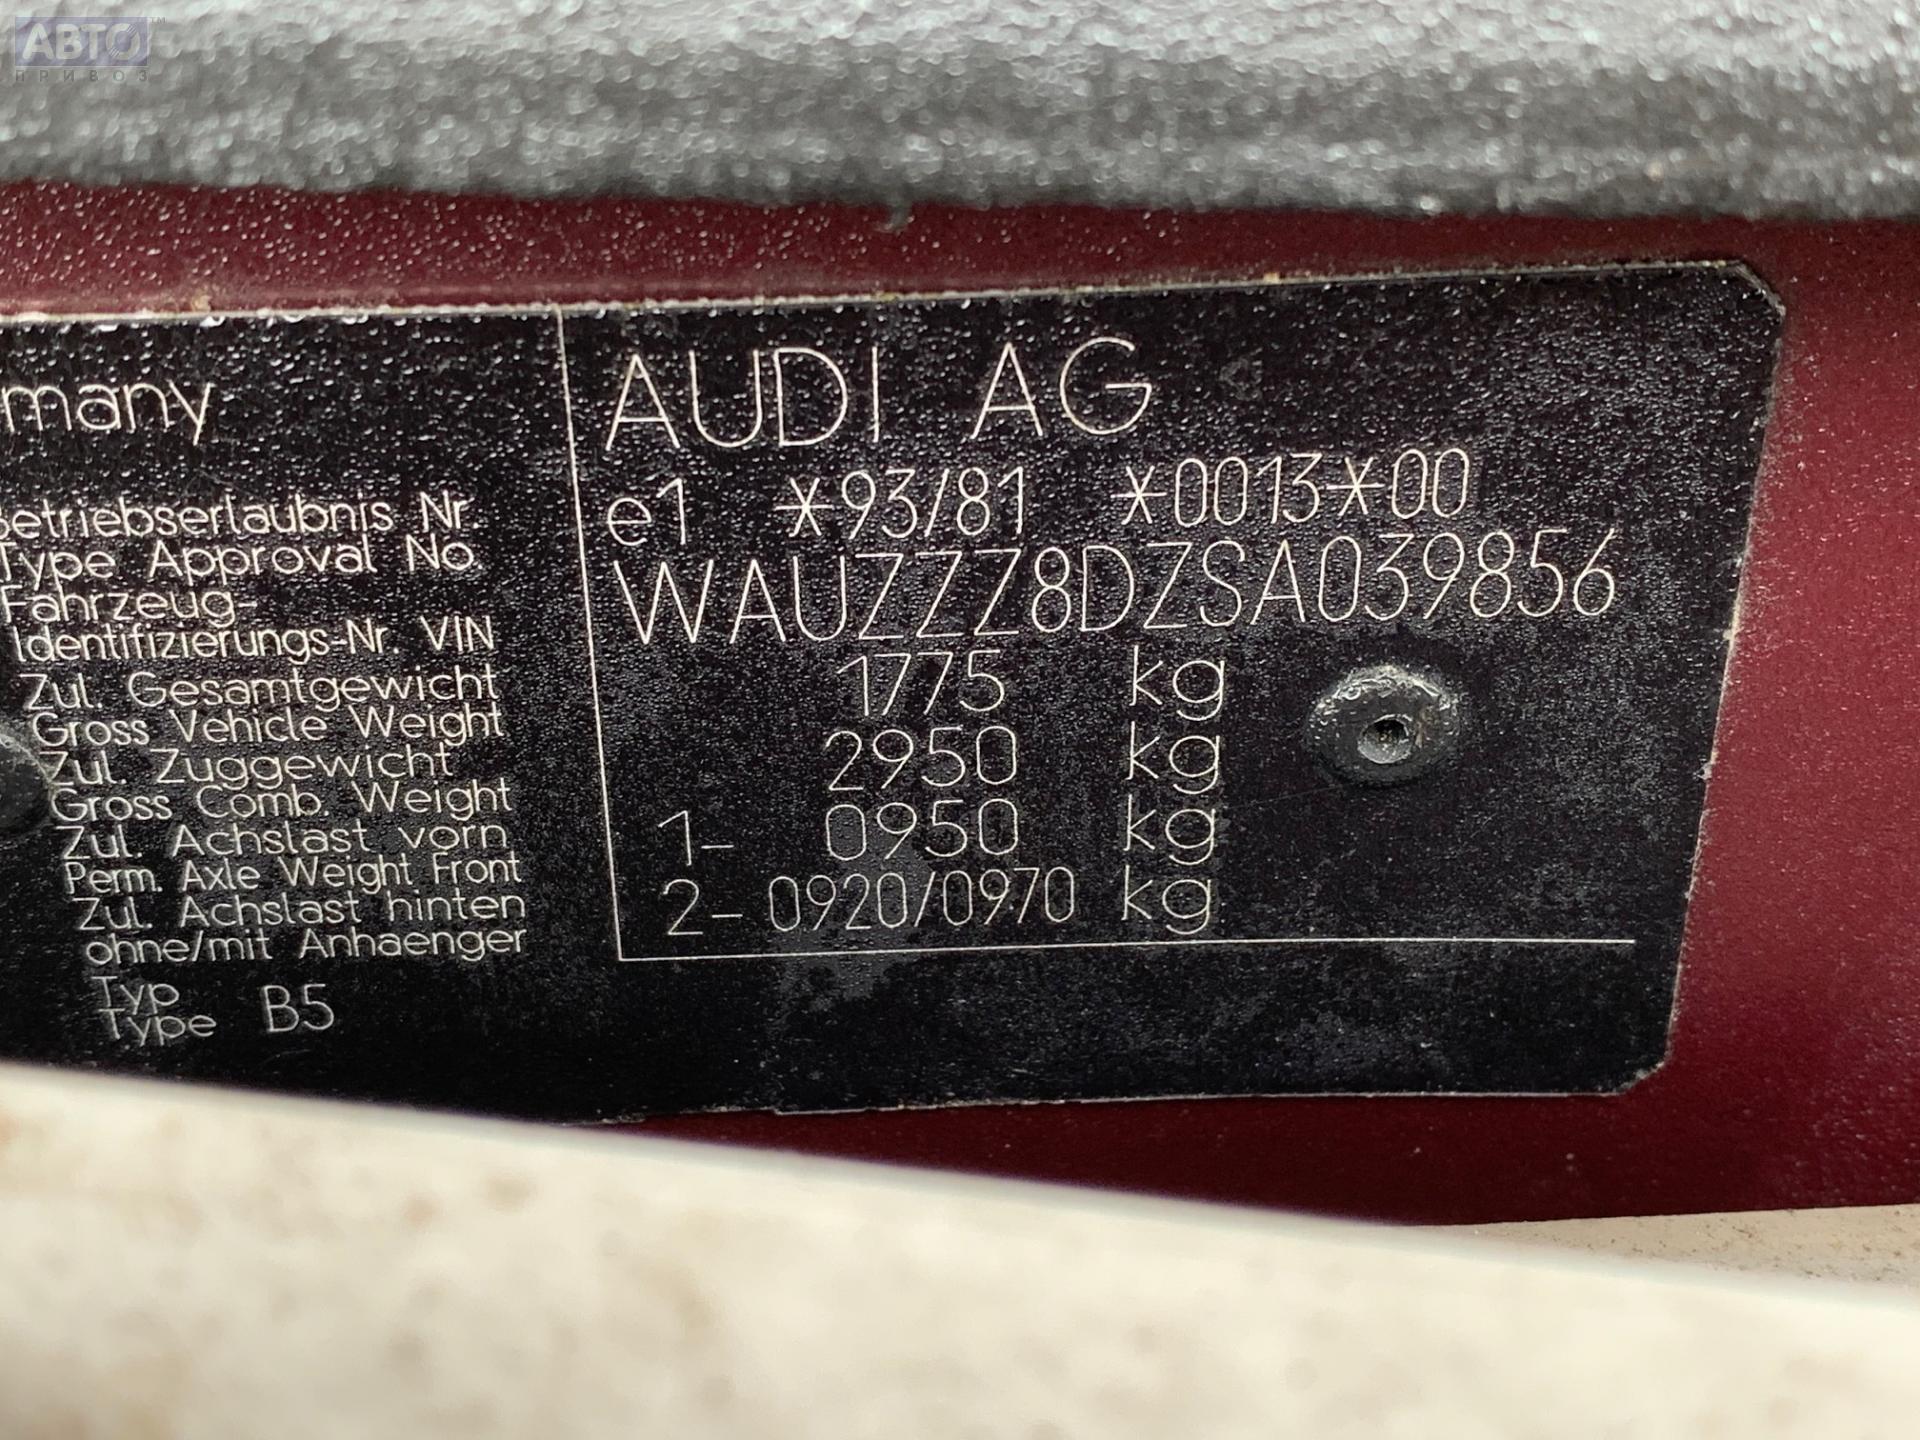 АВТО™
ПРИВОЗ
many
AUDI AG
Betriebserlaubnis Nr.
Type Approval No.
e1 *93/81 *0013*00
Fahrzeug-
Identifizierungs-Nr. VIN
WAUZZZ8DZSA039856
Zul. Gesamtgewicht
Gross Vehicle Weight
1775 kg
Zul. Zuggewicht
Gross Comb. Weight
2950 kg
Zul. Achslast vorn
Perm. Axle Weight Front
1- 0950 kg
Zul. Achslast hinten
ohne/mit Anhaenger
2- 0920/0970 kg
Typ
Type B5